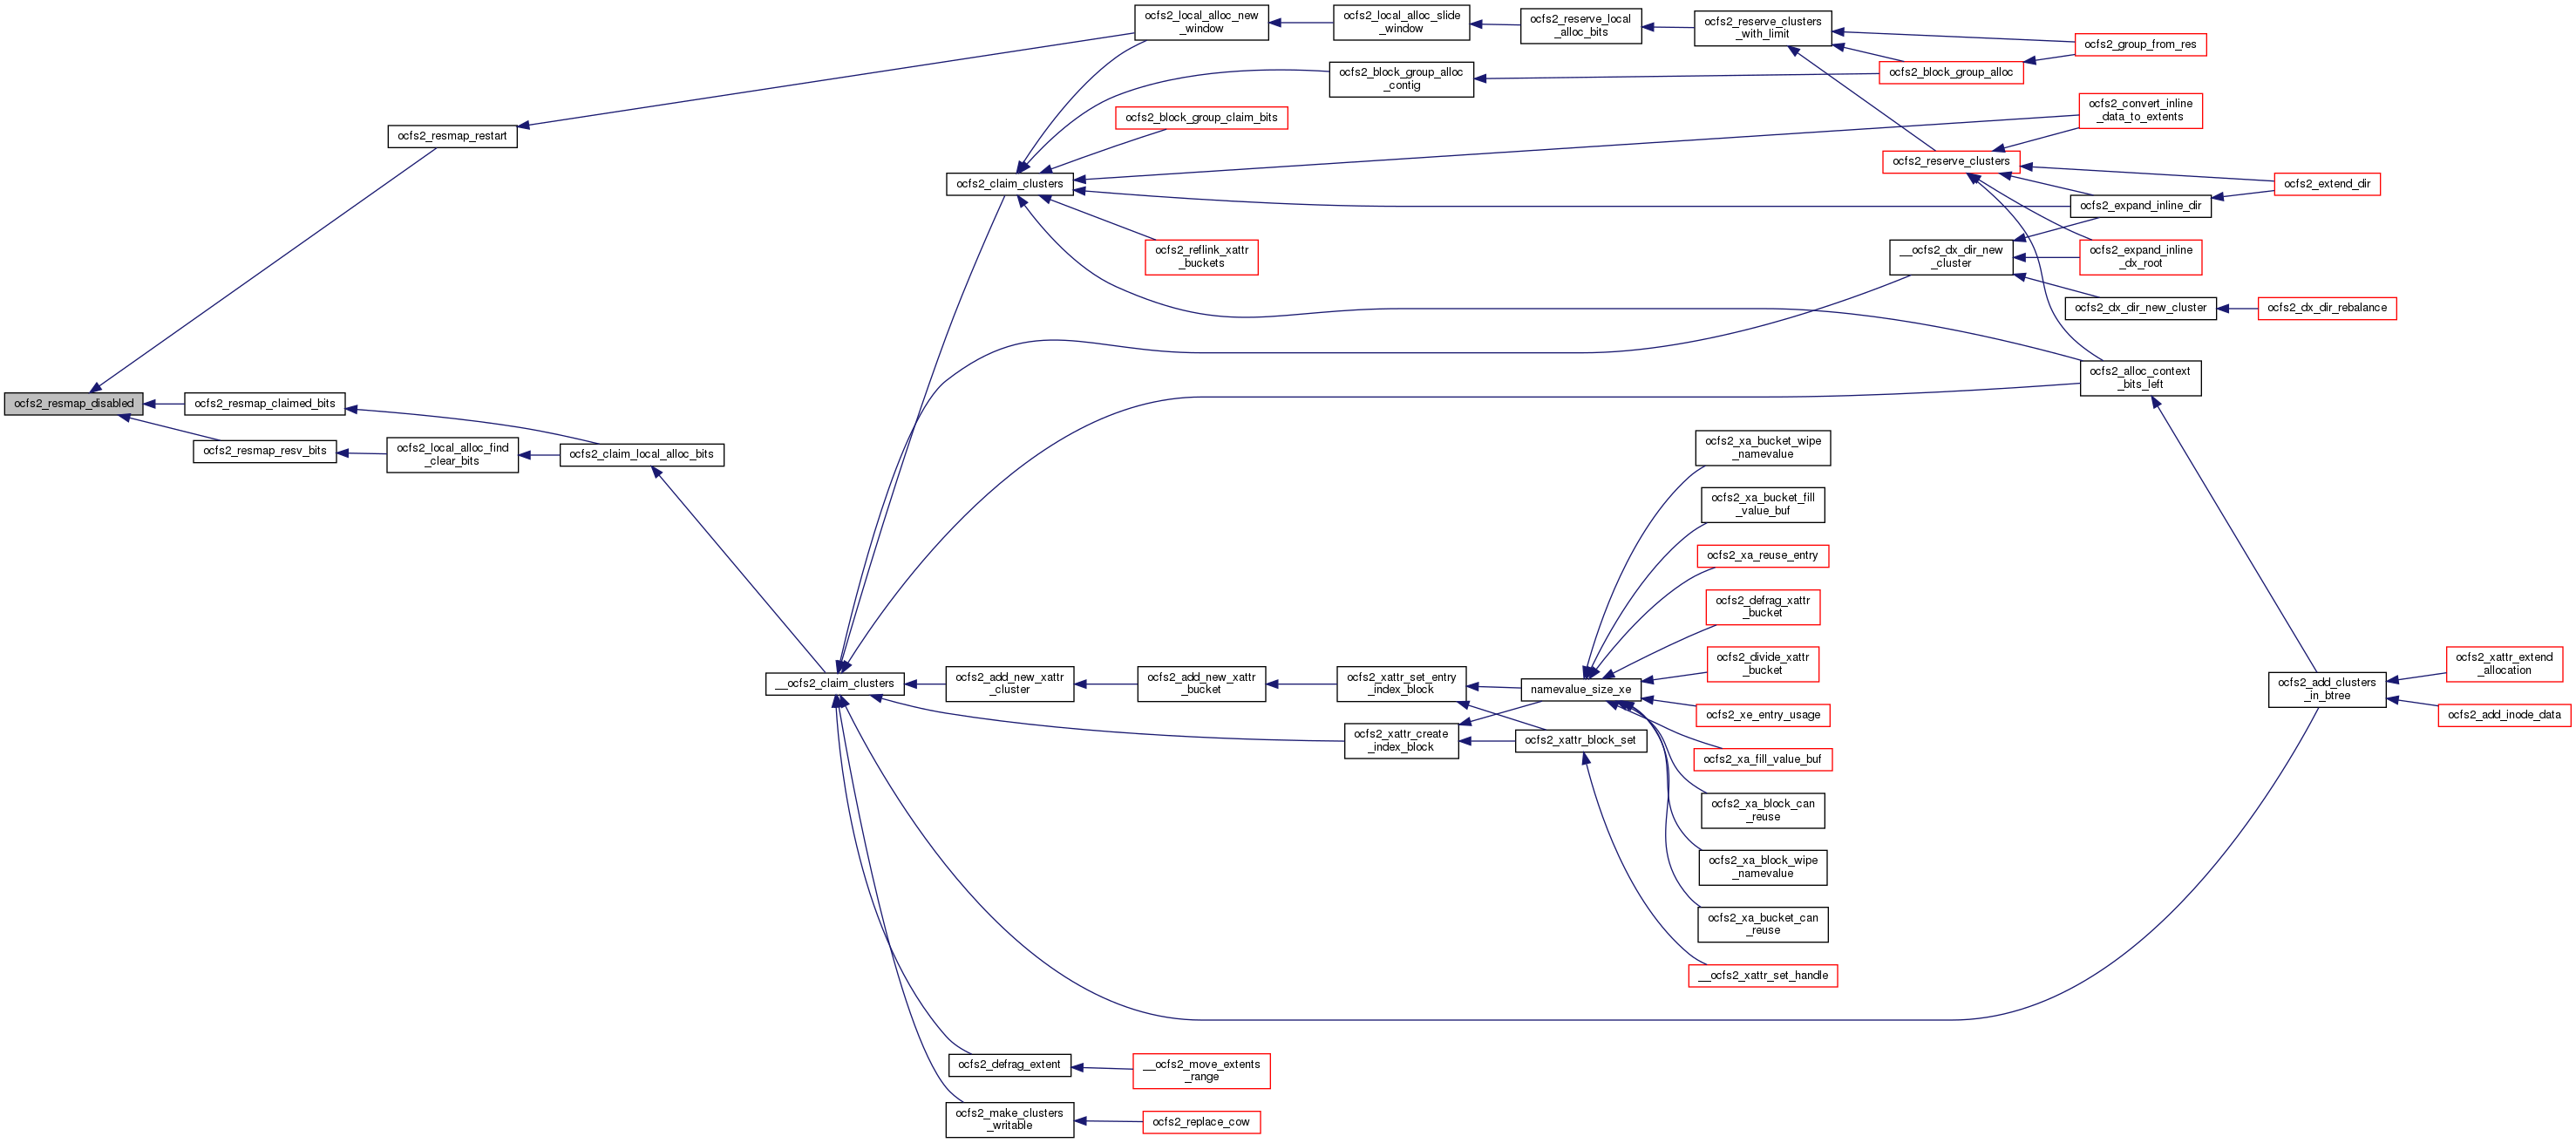 ocfs2_resmap_disabled
ocfs2_resmap_restart
ocfs2_resmap_claimed_bits
ocfs2_resmap_resv_bits
ocfs2_local_alloc_find
_clear_bits
ocfs2_claim_local_alloc_bits
__ocfs2_claim_clusters
ocfs2_claim_clusters
ocfs2_local_alloc_new
_window
ocfs2_local_alloc_slide
_window
ocfs2_reserve_local
_alloc_bits
ocfs2_reserve_clusters
_with_limit
ocfs2_group_from_res
ocfs2_block_group_alloc
_contig
ocfs2_block_group_alloc
ocfs2_block_group_claim_bits
ocfs2_convert_inline
_data_to_extents
ocfs2_reserve_clusters
ocfs2_extend_dir
ocfs2_expand_inline_dir
ocfs2_reflink_xattr
_buckets
__ocfs2_dx_dir_new
_cluster
ocfs2_expand_inline
_dx_root
ocfs2_dx_dir_new_cluster
ocfs2_dx_dir_rebalance
ocfs2_alloc_context
_bits_left
ocfs2_xa_bucket_wipe
_namevalue
ocfs2_xa_bucket_fill
_value_buf
ocfs2_xa_reuse_entry
ocfs2_defrag_xattr
_bucket
ocfs2_divide_xattr
_bucket
ocfs2_add_new_xattr
_cluster
ocfs2_add_new_xattr
_bucket
ocfs2_xattr_set_entry
_index_block
namevalue_size_xe
ocfs2_xe_entry_usage
ocfs2_xattr_create
_index_block
ocfs2_xattr_block_set
ocfs2_xa_fill_value_buf
ocfs2_xa_block_can
_reuse
ocfs2_xa_block_wipe
_namevalue
ocfs2_xa_bucket_can
_reuse
__ocfs2_xattr_set_handle
ocfs2_add_clusters
_in_btree
ocfs2_xattr_extend
_allocation
ocfs2_add_inode_data
ocfs2_defrag_extent
__ocfs2_move_extents
_range
ocfs2_make_clusters
_writable
ocfs2_replace_cow